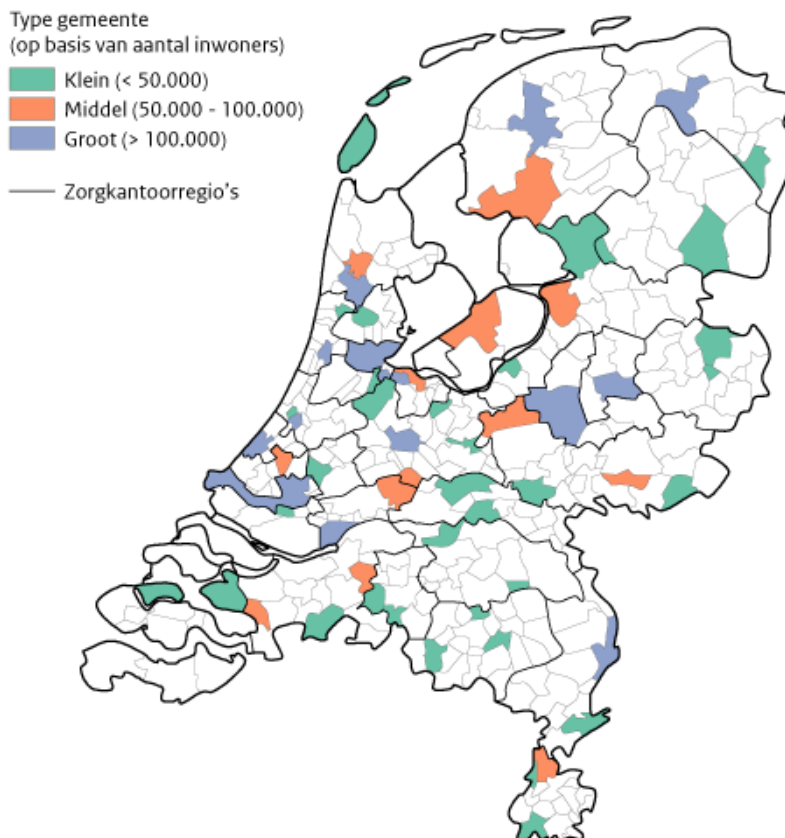 Type gemeente
(op basis van aantal inwoners)
Klein (< 50.000)
Middel (50.000 - 100.000)
Groot (> 100.000)
Zorgkantoorregio's